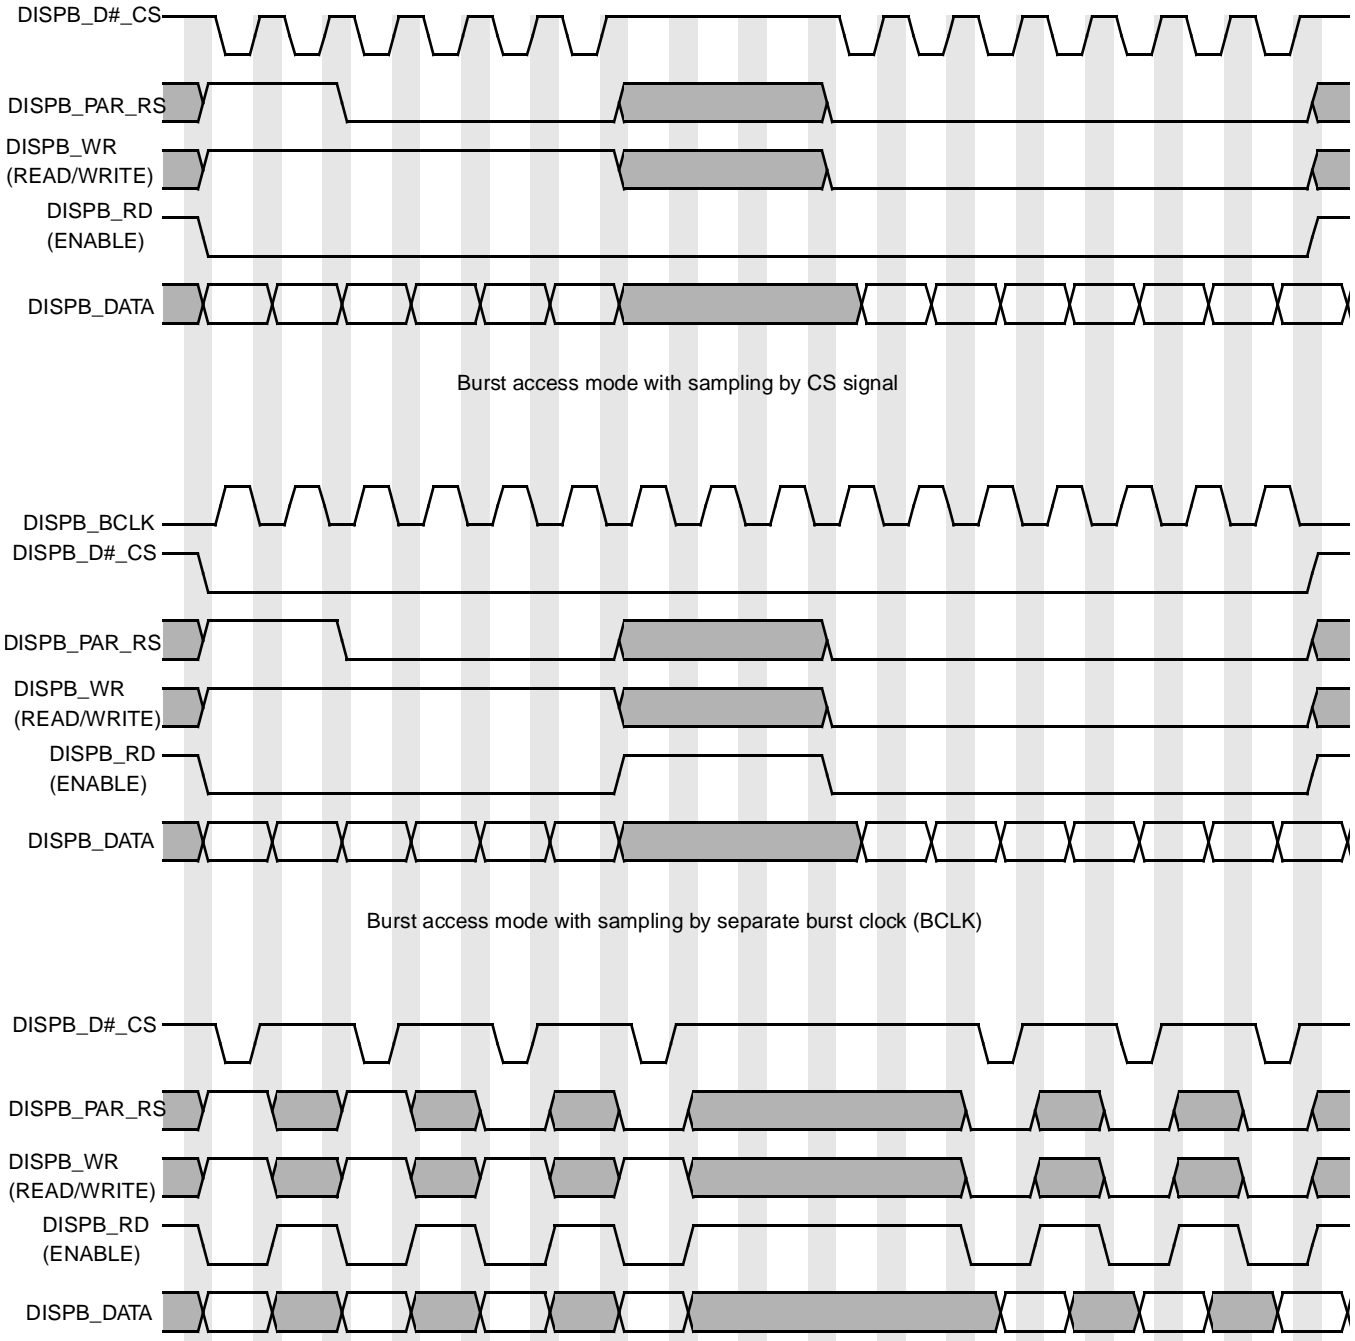 DISPB_D#_CS
DISPB_PAR_RS
DISPB_WR
(READ/WRITE)
DISPB_RD
(ENABLE)
DISPB_DATA
Burst access mode with sampling by CS signal
DISPB_BCLK
DISPB_D#_CS
DISPB_PAR_RS
DISPB_WR
(READ/WRITE)
DISPB_RD
(ENABLE)
DISPB_DATA
Burst access mode with sampling by separate burst clock (BCLK)
DISPB_D#_CS
DISPB_PAR_RS
DISPB_WR
(READ/WRITE)
DISPB_RD
(ENABLE)
DISPB_DATA